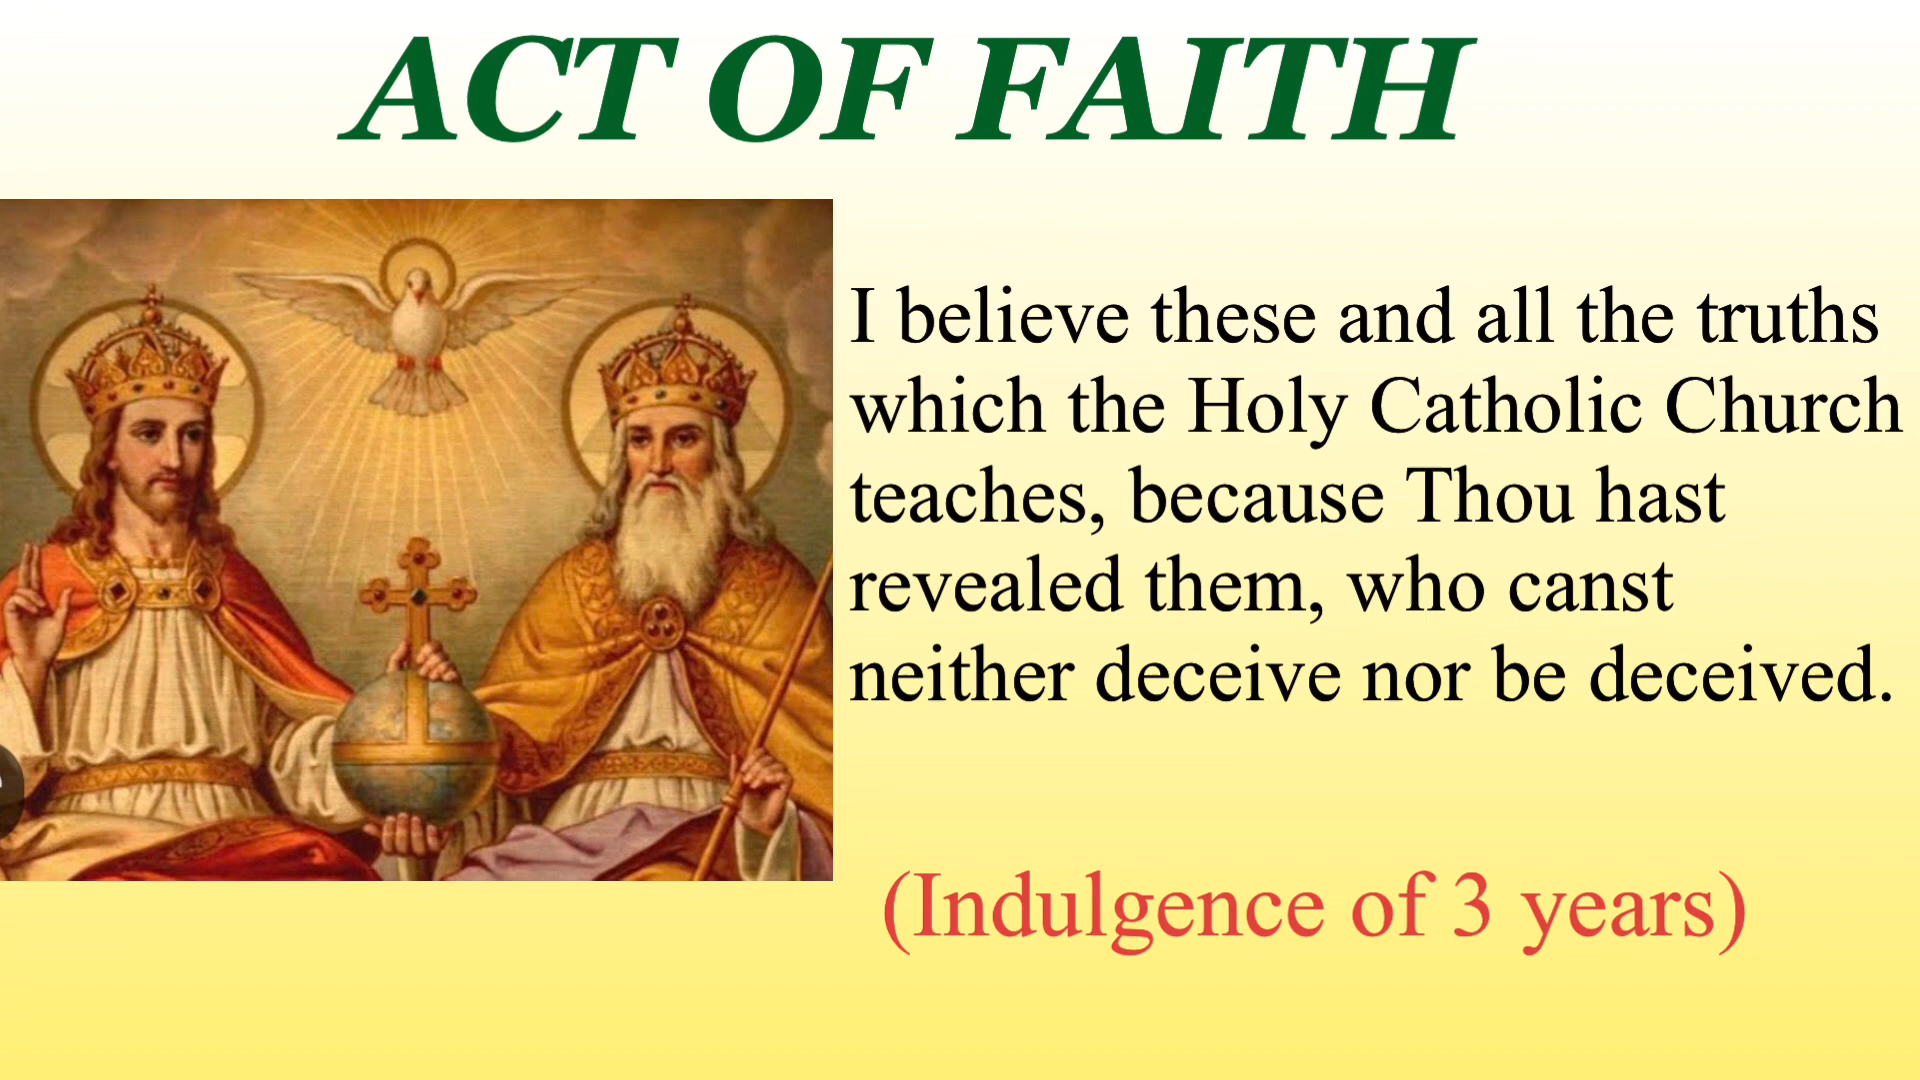 ACT OF FAITH
I believe these and all the truths
which the Holy Catholic Church
teaches, because Thou hast
revealed them, who canst
neither deceive nor be deceived.
(Indulgence of 3 years)